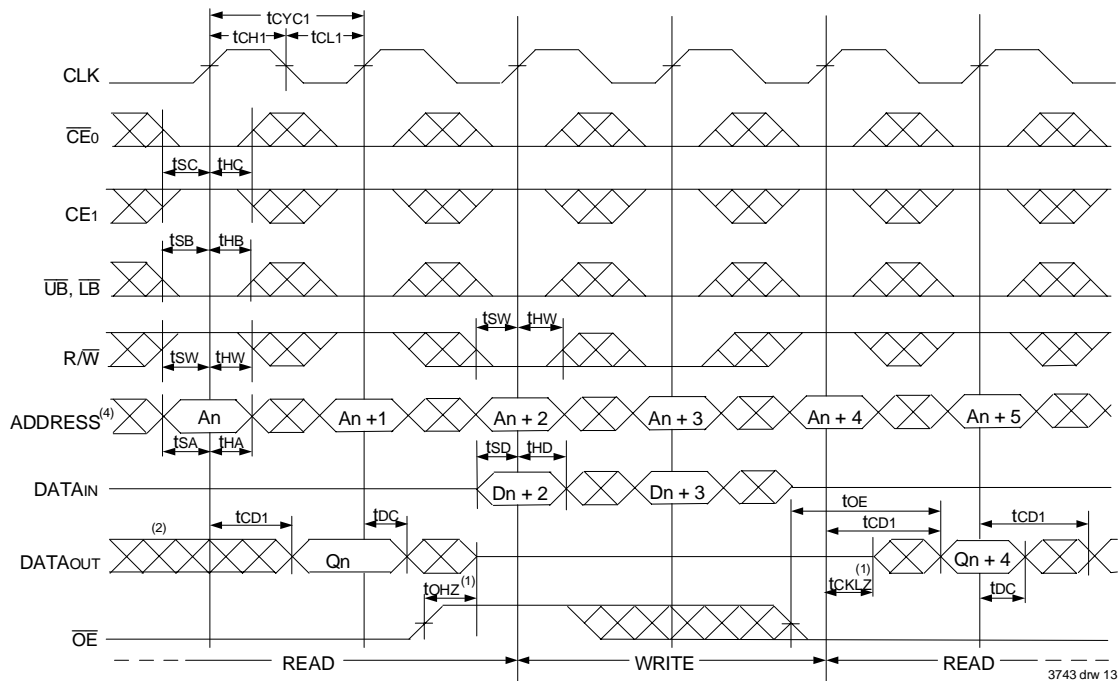 tCYC1
tCH1 tCL1
CLK
CE0
tSC tHC
CE1
tSB tHB
UB, LB
tSW tHW
R/W
tSW tHW
ADDRESS(4) An An +1 An + 2 An + 3 An + 4 An + 5
tSA tHA
tSD tHD
DATAIN Dn + 2 Dn + 3
tOE
(2) tCD1 tDC tCD1 tCD1
DATAOUT Qn Qn + 4
tOHZ(1) tCKLZ(1) tDC
OE
READ WRITE READ
3743 drw 13